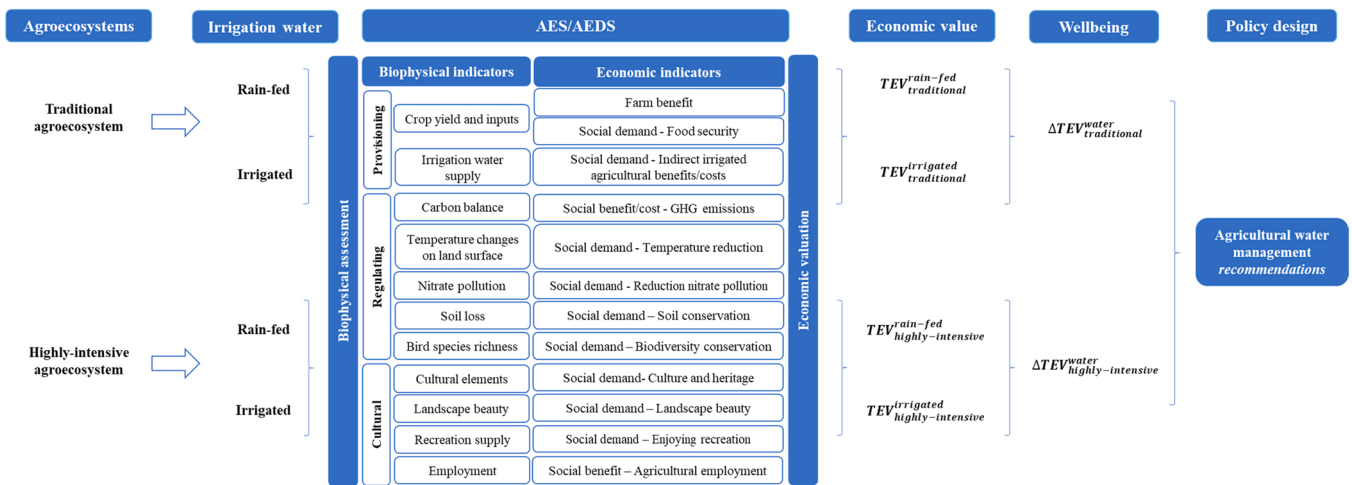 Agroecosystems
Irrigation water
AES/AEDS
Economic value
Wellbeing
Policy design
Traditional
agroecosystem
Highly-intensive
agroecosystem
Rain-fed
Irrigated
Rain-fed
Irrigated
Biophysical assessment
Biophysical indicators
Economic indicators
Provisioning
Crop yield and inputs
Farm benefit
Social demand - Food security
Irrigation water
supply
Social demand - Indirect irrigated
agricultural benefits/costs
Regulating
Carbon balance
Social benefit/cost - GHG emissions
Temperature changes
on land surface
Social demand - Temperature reduction
Nitrate pollution
Social demand - Reduction nitrate pollution
Soil loss
Social demand – Soil conservation
Bird species richness
Social demand – Biodiversity conservation
Cultural
Cultural elements
Social demand- Culture and heritage
Landscape beauty
Social demand – Landscape beauty
Recreation supply
Social demand – Enjoying recreation
Employment
Social benefit – Agricultural employment
Economic valuation
TEV rain-fed traditional
TEV irrigated traditional
TEV rain-fed highly-intensive
TEV irrigated highly-intensive
ΔTEV water traditional
ΔTEV water highly-intensive
Agricultural water
management
recommendations